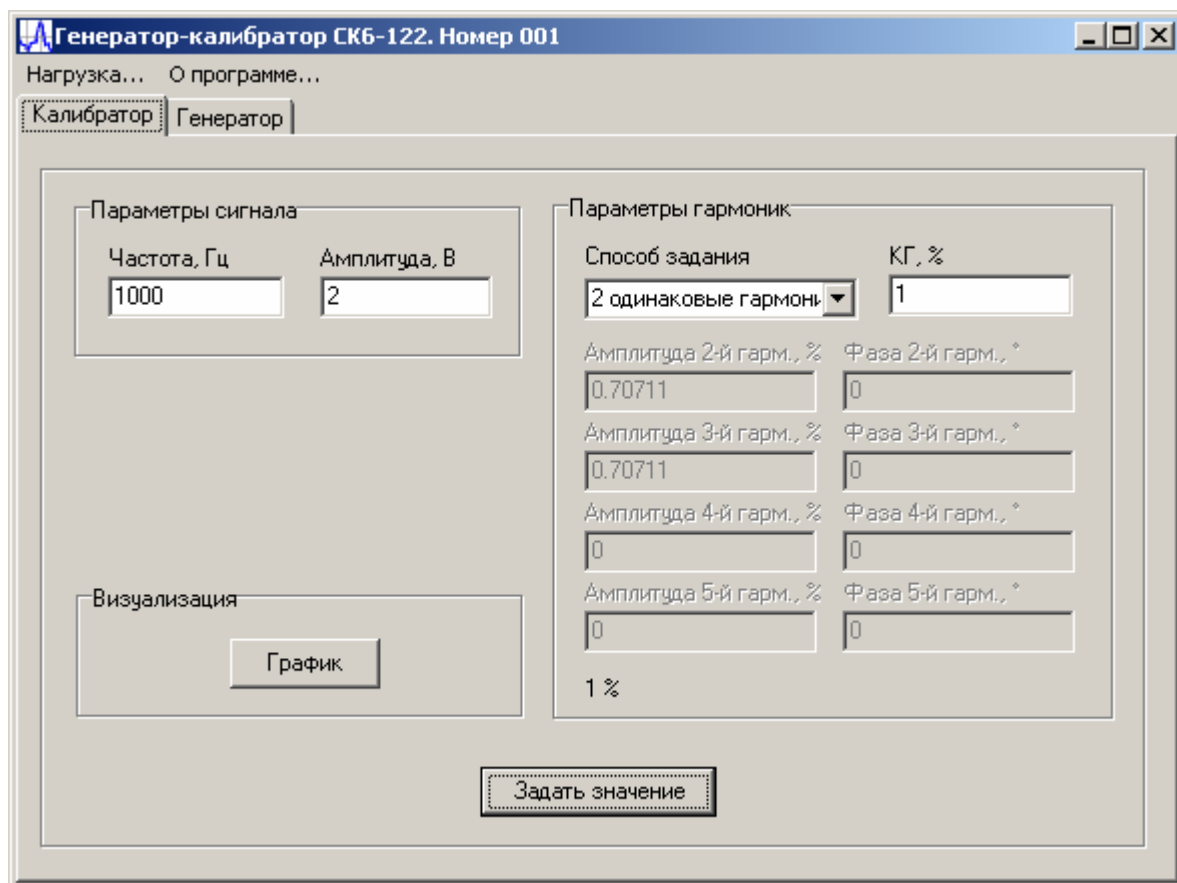 Генератор-калибратор СК6-122. Номер 001
Нагрузка... О программе...
Калибратор Генератор
Параметры сигнала
Частота, Гц Амплитуда, В
1000 2
Параметры гармоник
Способ задания КГ, %
2 одинаковые гармони 1
Амплитуда 2-й гарм., % Фаза 2-й гарм., °
0.70711 0
Амплитуда 3-й гарм., % Фаза 3-й гарм., °
0.70711 0
Амплитуда 4-й гарм., % Фаза 4-й гарм., °
0 0
Амплитуда 5-й гарм., % Фаза 5-й гарм., °
0 0
1 %
Визуализация
График
Задать значение